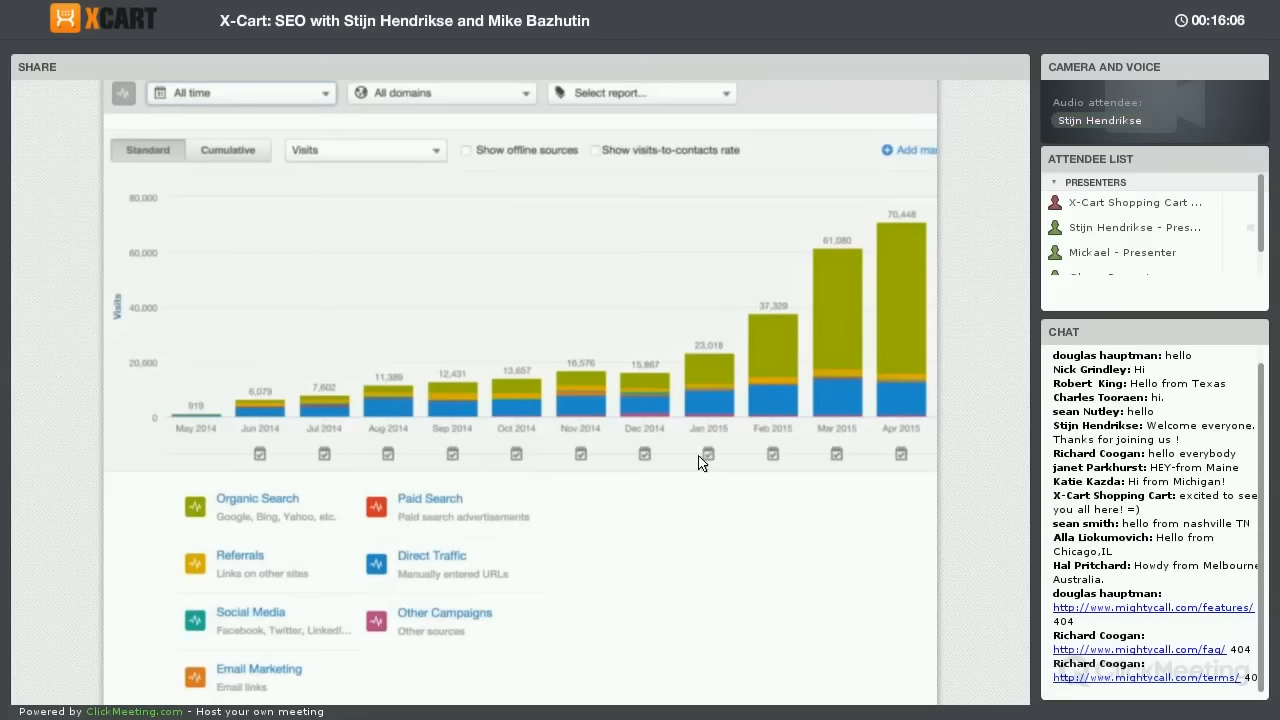 XCART
X-Cart: SEO with Stijn Hendrikse and Mike Bazhutin
00:16:06
SHARE
All time
All domains
Select report...
Standard
Cumulative
Visits
Show offline sources
Show visits-to-contacts rate
Add mar
80,000
60,000
40,000
20,000
0
Visits
919
6,079
7,602
11,389
12,431
13,657
16,576
15,867
23,018
37,329
61,080
70,448
May 2014
Jun 2014
Jul 2014
Aug 2014
Sep 2014
Oct 2014
Nov 2014
Dec 2014
Jan 2015
Feb 2015
Mar 2015
Apr 2015
Organic Search
Google, Bing, Yahoo, etc.
Paid Search
Paid search advertisements
Referrals
Links on other sites
Direct Traffic
Manually entered URLs
Social Media
Facebook, Twitter, LinkedI...
Other Campaigns
Other sources
Email Marketing
Email links
CAMERA AND VOICE
Audio attendee:
Stijn Hendrikse
ATTENDEE LIST
PRESENTERS
X-Cart Shopping Cart ...
Stijn Hendrikse - Pres...
Mickael - Presenter
CHAT
douglas hauptman: hello
Nick Grindley: Hi
Robert King: Hello from Texas
Charles Tooraen: hi.
sean Nutley: hello
Stijn Hendrikse: Welcome everyone.
Thanks for joining us !
Richard Coogan: hello everybody
janet Parkhurst: HEY-from Maine
Katie Kazda: Hi from Michigan!
X-Cart Shopping Cart: excited to see
you all here! =)
sean smith: hello from nashville TN
Alla Liokumovich: Hello from
Chicago,IL
Hal Pritchard: Howdy from Melbourne
Australia.
douglas hauptman:
http://www.mightycall.com/features/
404
Richard Coogan:
http://www.mightycall.com/faq/ 404
Richard Coogan:
http://www.mightycall.com/terms/ 40
ClickMeeting
Powered by ClickMeeting.com - Host your own meeting